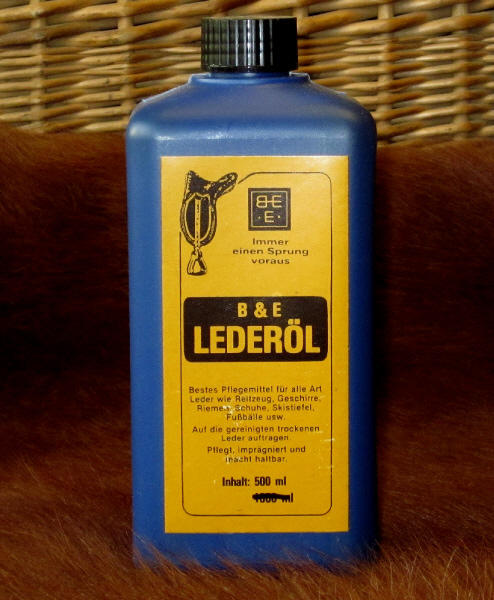 B E E
· E ·
Immer
einen Sprung
voraus
B & E
LEDERÖL
Bestes Pflegemittel für alle Art
Leder wie Reitzeug, Geschirre,
Riemen, Schuhe, Skistiefel,
Fußbälle usw.
Auf die gereinigten trockenen
Leder auftragen.
Pflegt, imprägniert und
macht haltbar.
Inhalt: 500 ml
1000 ml